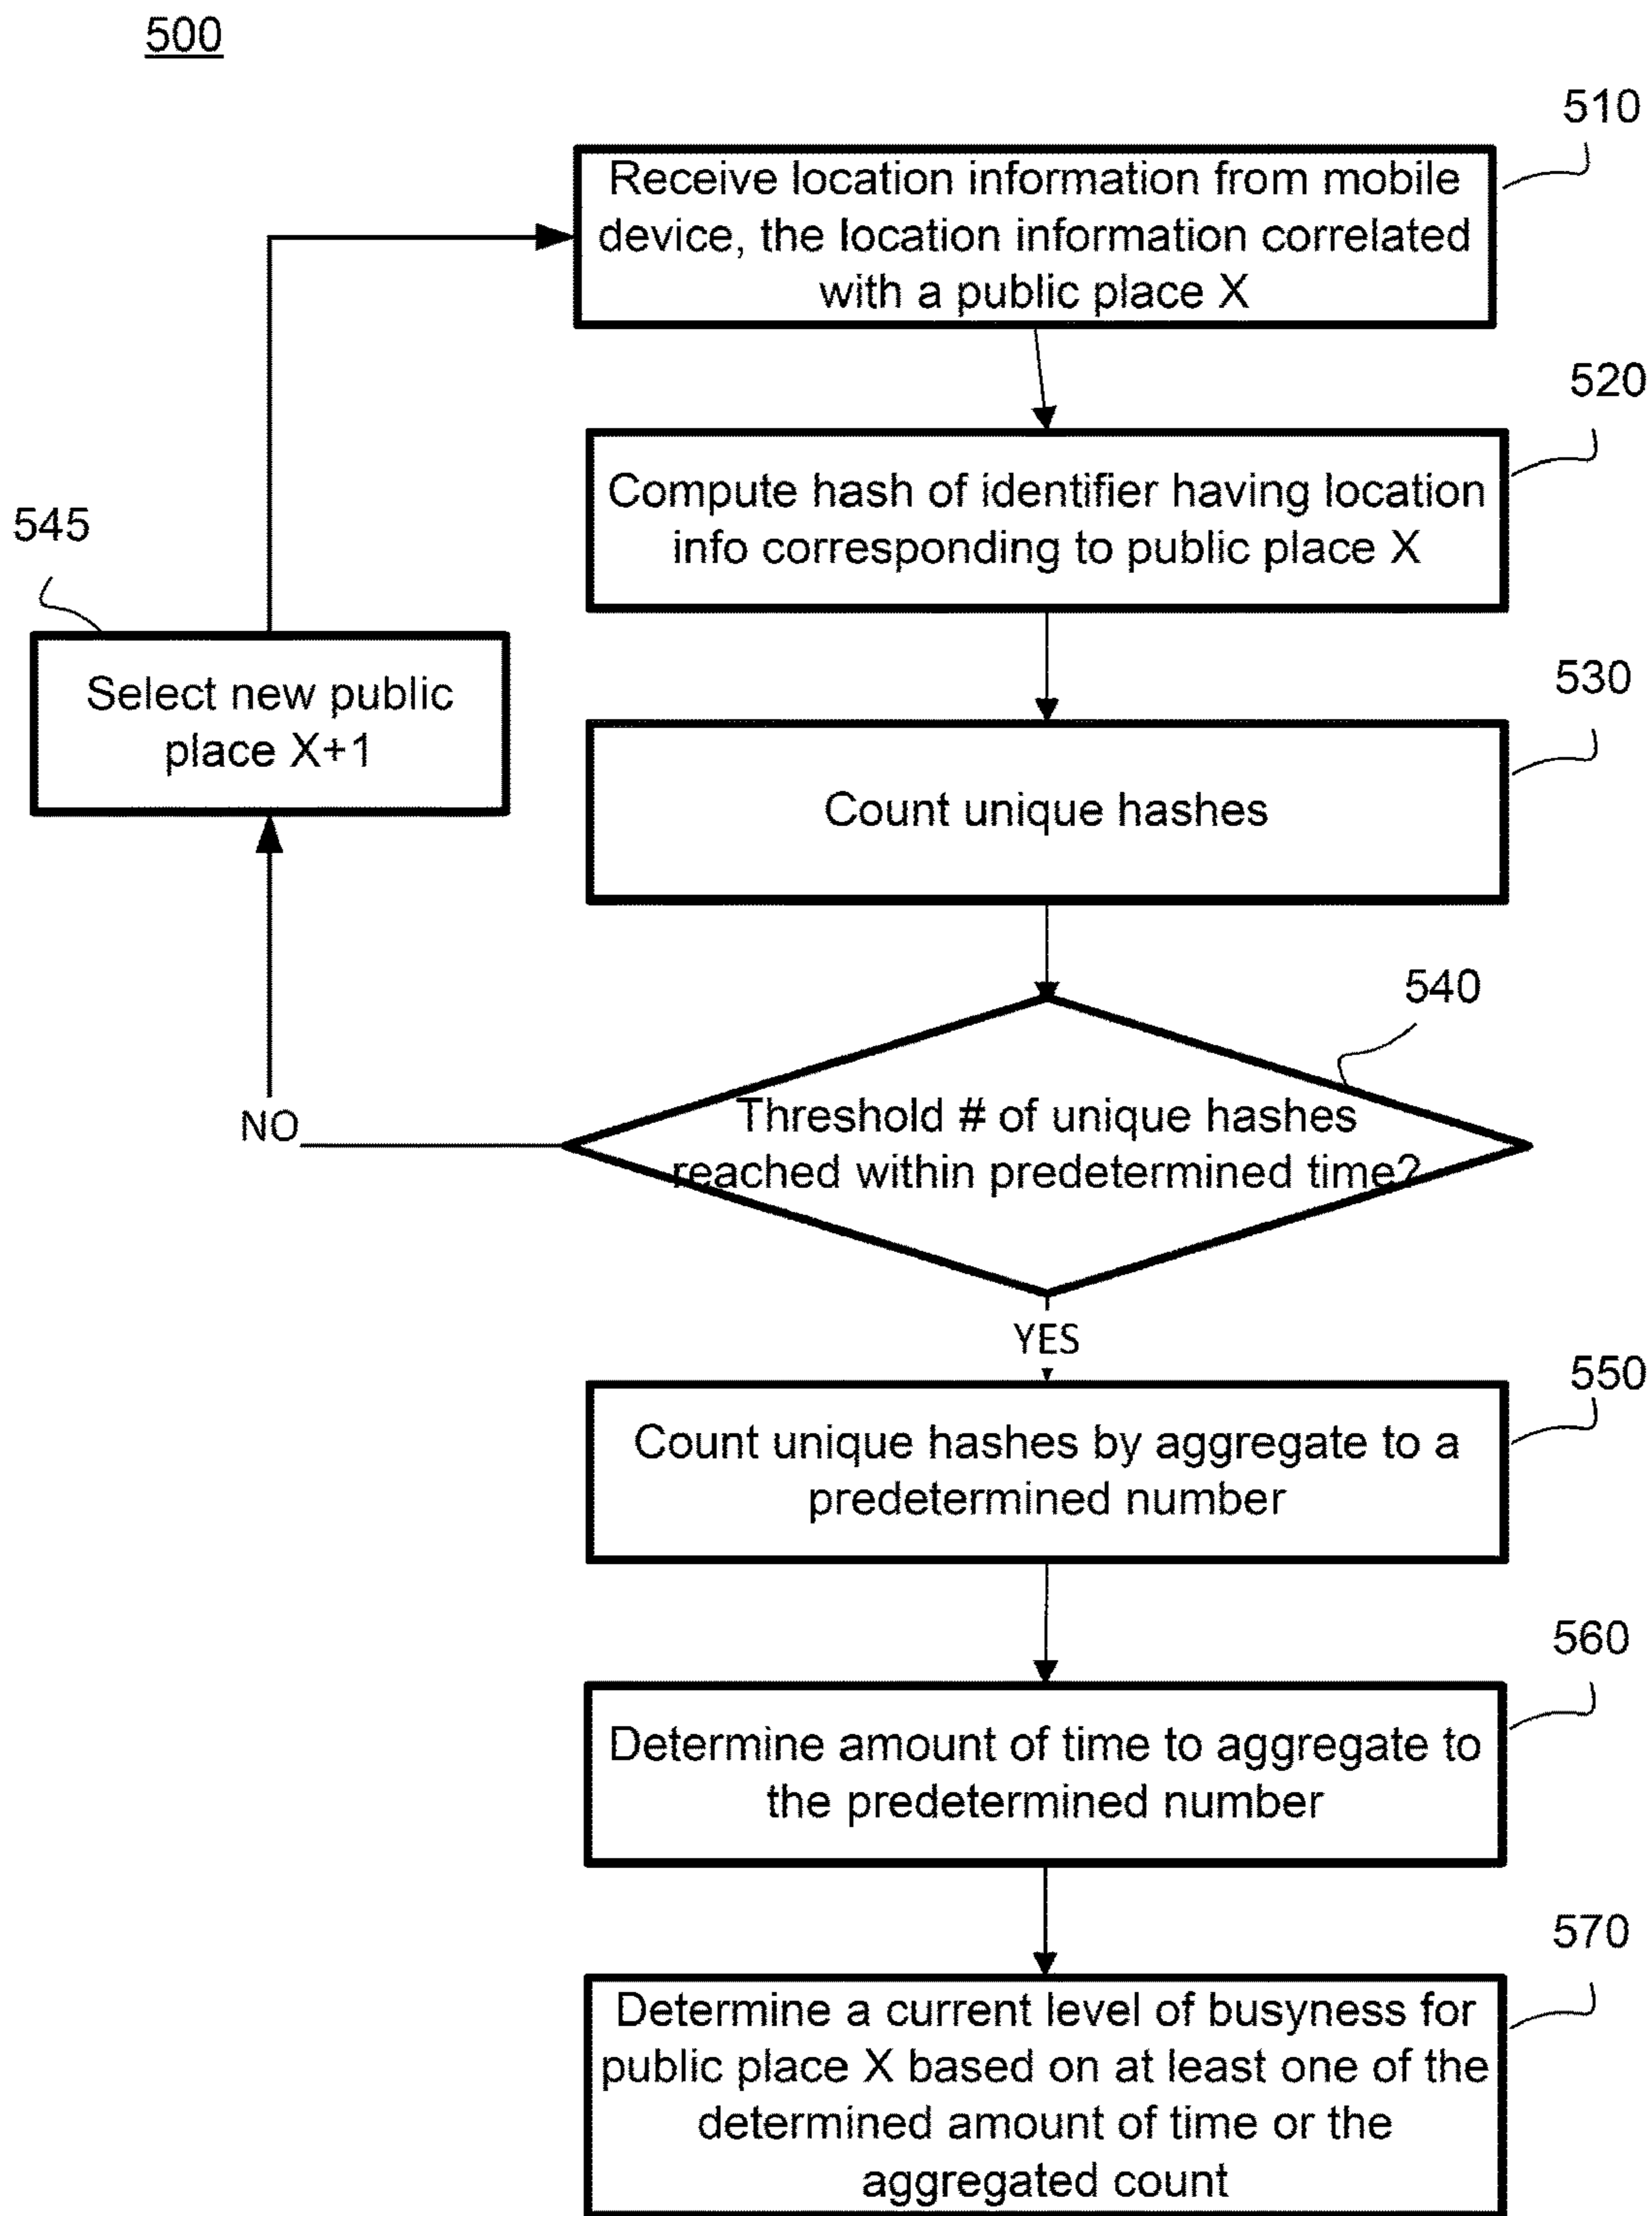 500
510
Receive location information from mobile
device, the location information correlated
with a public place X
520
Compute hash of identifier having location
info corresponding to public place X
545
Select new public
place X+1
530
Count unique hashes
540
Threshold # of unique hashes
reached within predetermined time?
NO
YES
550
Count unique hashes by aggregate to a
predetermined number
560
Determine amount of time to aggregate to
the predetermined number
570
Determine a current level of busyness for
public place X based on at least one of the
determined amount of time or the
aggregated count